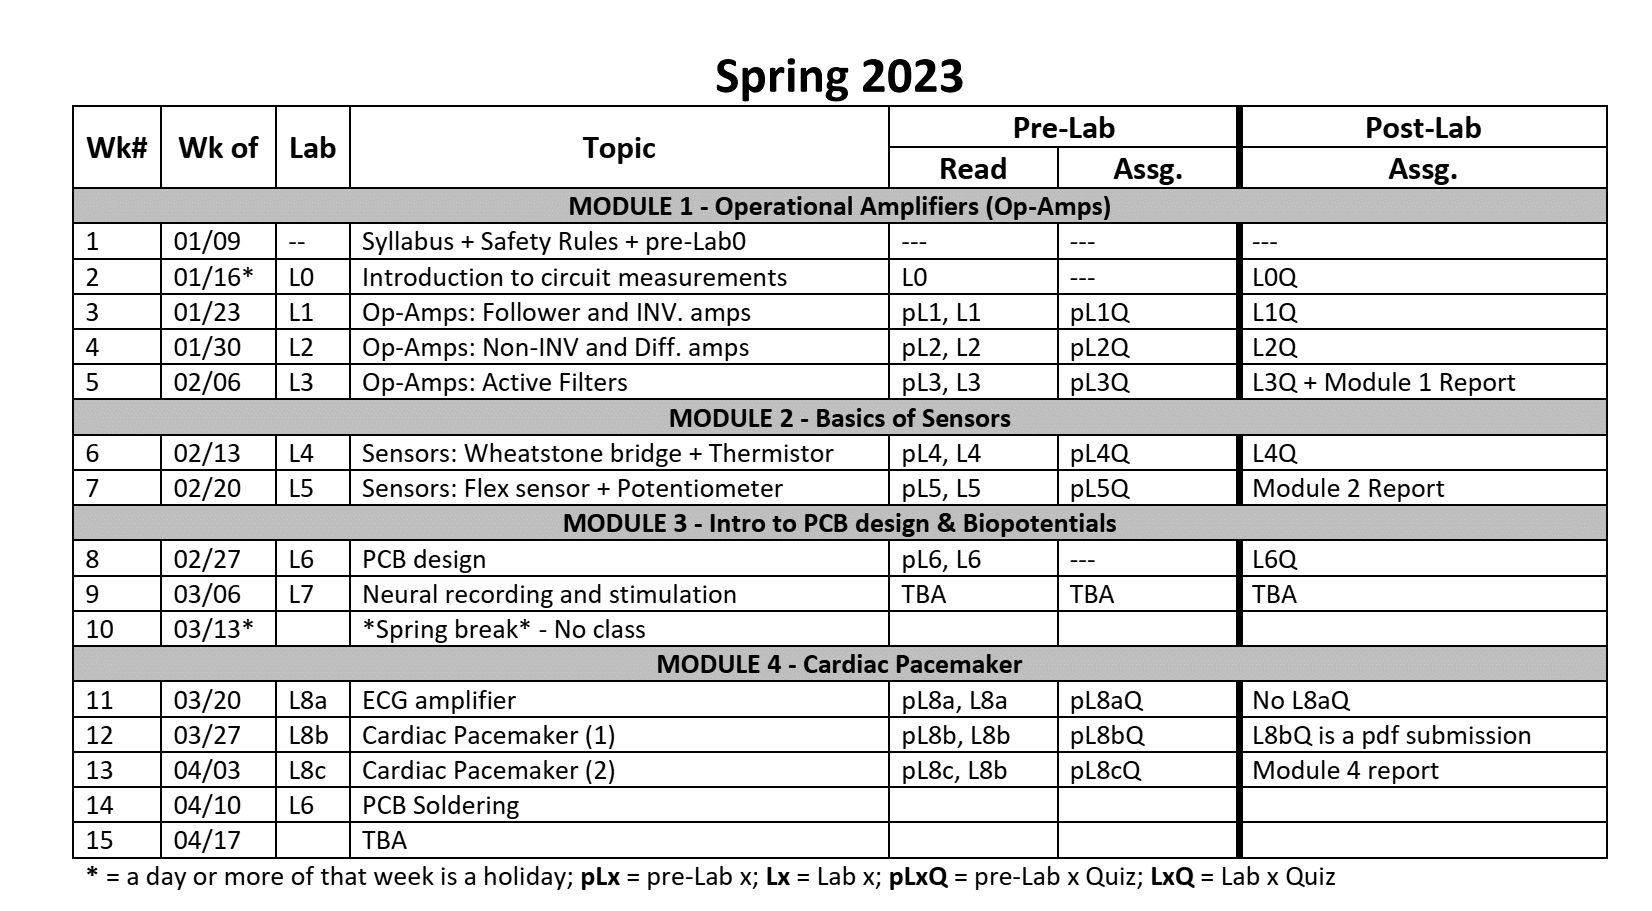 Spring 2023
Wk# Wk of Lab Topic Pre-Lab Post-Lab
Read Assg. Assg.
MODULE 1 - Operational Amplifiers (Op-Amps)
1 01/09 -- Syllabus + Safety Rules + pre-Lab0 --- --- ---
2 01/16* L0 Introduction to circuit measurements L0 --- L0Q
3 01/23 L1 Op-Amps: Follower and INV. amps pL1, L1 pL1Q L1Q
4 01/30 L2 Op-Amps: Non-INV and Diff. amps pL2, L2 pL2Q L2Q
5 02/06 L3 Op-Amps: Active Filters pL3, L3 pL3Q L3Q + Module 1 Report
MODULE 2 - Basics of Sensors
6 02/13 L4 Sensors: Wheatstone bridge + Thermistor pL4, L4 pL4Q L4Q
7 02/20 L5 Sensors: Flex sensor + Potentiometer pL5, L5 pL5Q Module 2 Report
MODULE 3 - Intro to PCB design & Biopotentials
8 02/27 L6 PCB design pL6, L6 --- L6Q
9 03/06 L7 Neural recording and stimulation TBA TBA TBA
10 03/13* *Spring break* - No class
MODULE 4 - Cardiac Pacemaker
11 03/20 L8a ECG amplifier pL8a, L8a pL8aQ No L8aQ
12 03/27 L8b Cardiac Pacemaker (1) pL8b, L8b pL8bQ L8bQ is a pdf submission
13 04/03 L8c Cardiac Pacemaker (2) pL8c, L8b pL8cQ Module 4 report
14 04/10 L6 PCB Soldering
15 04/17 TBA
* = a day or more of that week is a holiday; pLx = pre-Lab x; Lx = Lab x; pLxQ = pre-Lab x Quiz; LxQ = Lab x Quiz